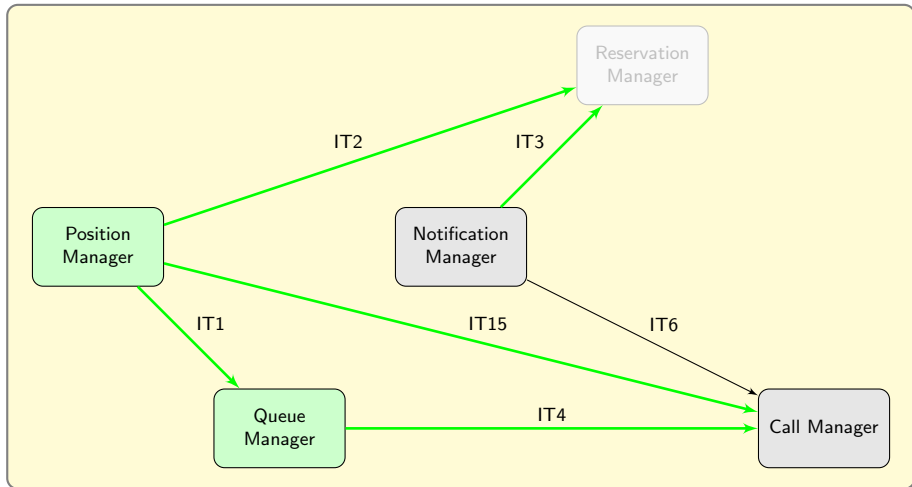 Reservation
Manager
IT2
IT3
Position
Manager
Notification
Manager
IT1
IT15
IT6
Queue
Manager
IT4
Call Manager